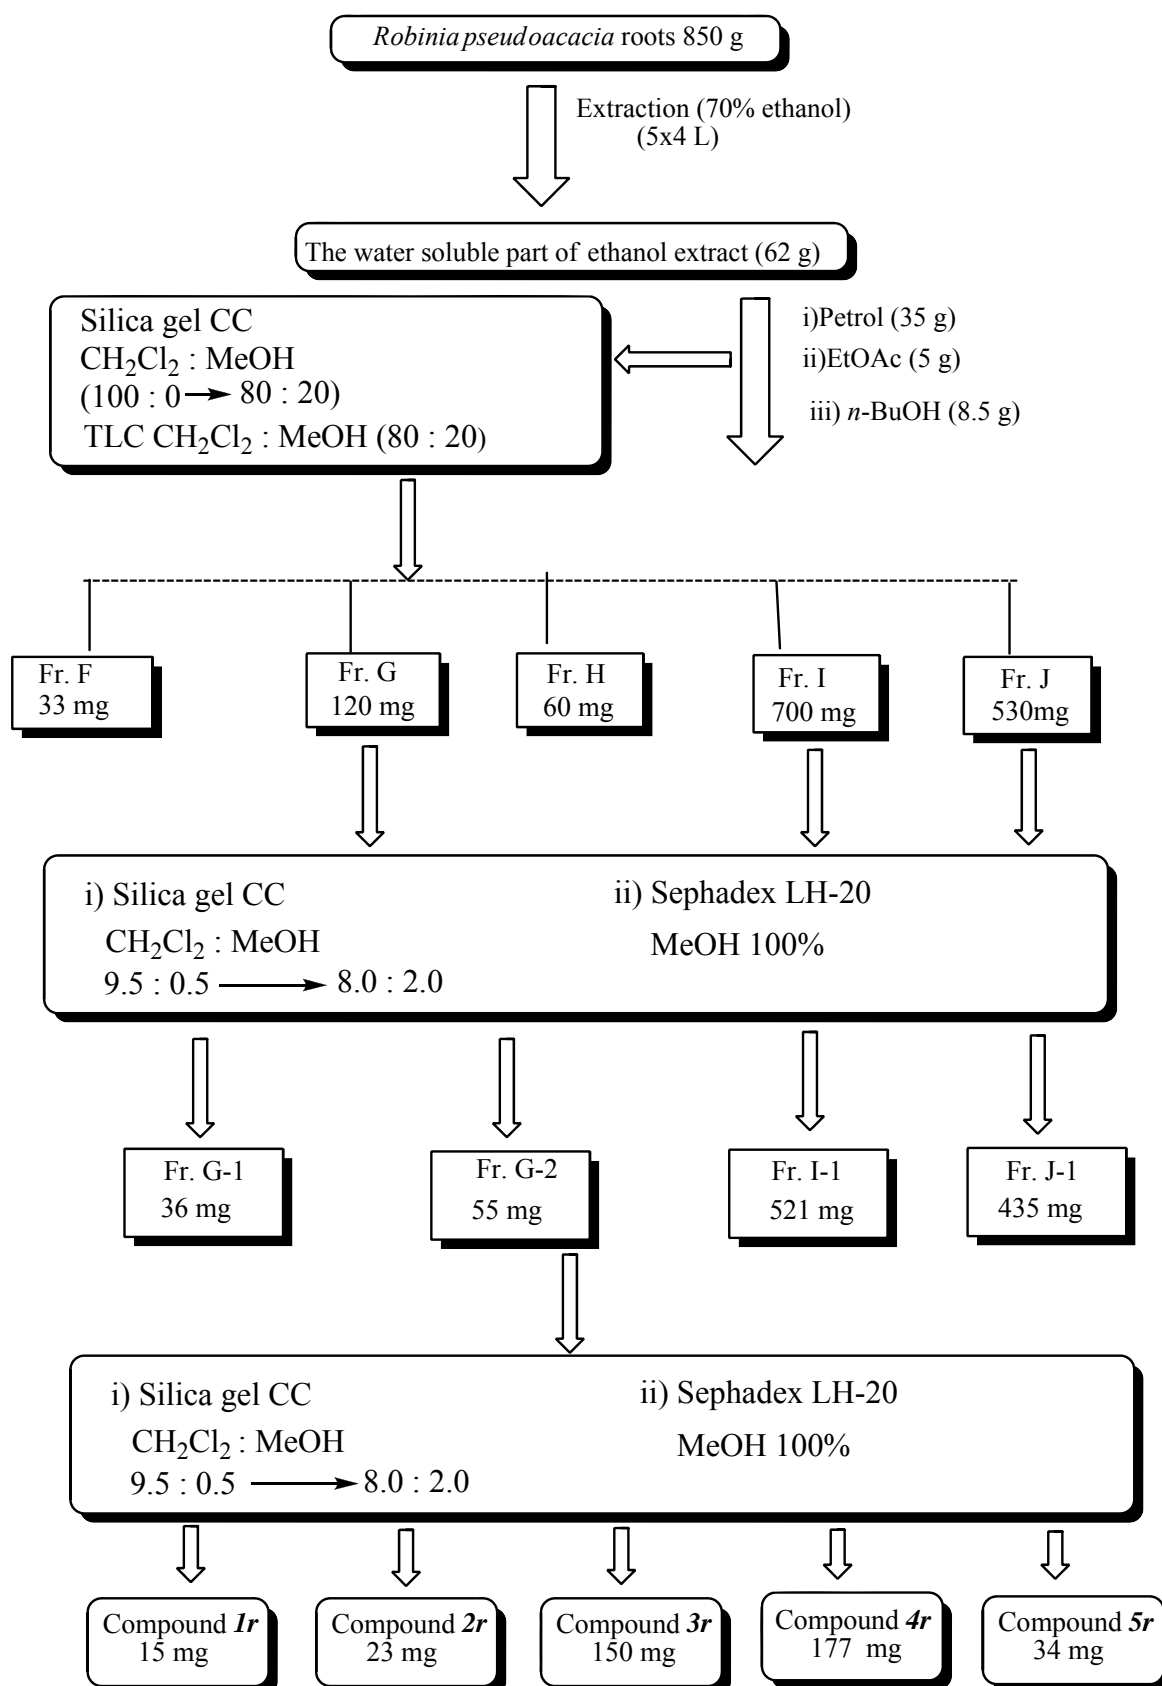 Robinia pseudoacacia roots 850 g
Extraction (70% ethanol)
(5x4 L)
The water soluble part of ethanol extract (62 g)
Silica gel CC
CH₂Cl₂ : MeOH
(100 : 0 → 80 : 20)
TLC CH₂Cl₂ : MeOH (80 : 20)
i)Petrol (35 g)
ii)EtOAc (5 g)
iii) n-BuOH (8.5 g)
Fr. F
33 mg
Fr. G
120 mg
Fr. H
60 mg
Fr. I
700 mg
Fr. J
530mg
i) Silica gel CC
CH₂Cl₂ : MeOH
9.5 : 0.5 → 8.0 : 2.0
ii) Sephadex LH-20
MeOH 100%
Fr. G-1
36 mg
Fr. G-2
55 mg
Fr. I-1
521 mg
Fr. J-1
435 mg
i) Silica gel CC
CH₂Cl₂ : MeOH
9.5 : 0.5 → 8.0 : 2.0
ii) Sephadex LH-20
MeOH 100%
Compound 1r
15 mg
Compound 2r
23 mg
Compound 3r
150 mg
Compound 4r
177 mg
Compound 5r
34 mg